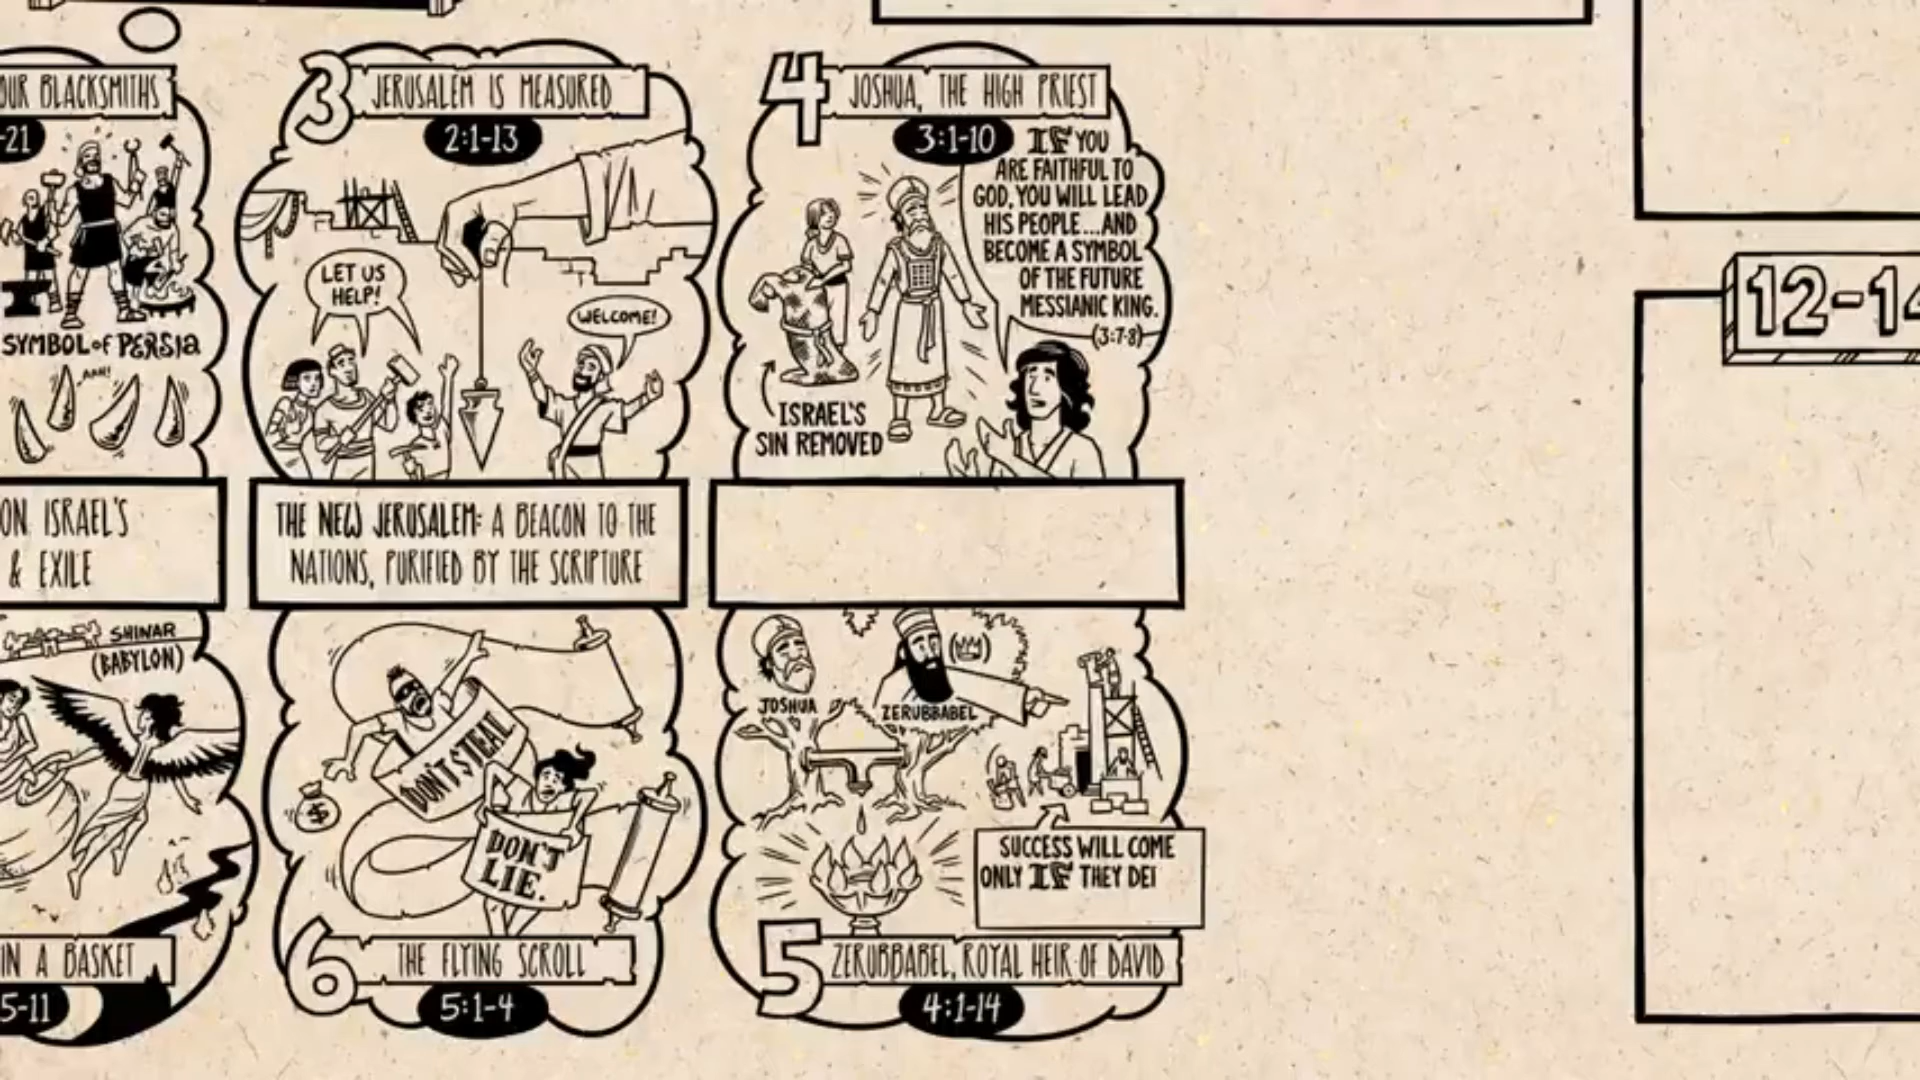 OUR BLACKSMITHS
-21
SYMBOL of PERSIA
AHH!
3 JERUSALEM IS MEASURED
2:1-13
LET US
HELP!
WELCOME!
4 JOSHUA, THE HIGH PRIEST
3:1-10
IF YOU
ARE FAITHFUL TO
GOD, YOU WILL LEAD
HIS PEOPLE...AND
BECOME A SYMBOL
OF THE FUTURE
MESSIANIC KING.
(3:7-8)
ISRAEL'S
SIN REMOVED
12-14
ON ISRAEL'S
& EXILE
THE NEW JERUSALEM: A BEACON TO THE
NATIONS, PURIFIED BY THE SCRIPTURE
SHINAR
(BABYLON)
IN A BASKET
5-11
DON'T STEAL
$
DON'T
LIE.
6 THE FLYING SCROLL
5:1-4
JOSHUA
ZERUBBABEL
SUCCESS WILL COME
ONLY IF THEY DEI
5 ZERUBBABEL, ROYAL HEIR OF DAVID
4:1-14